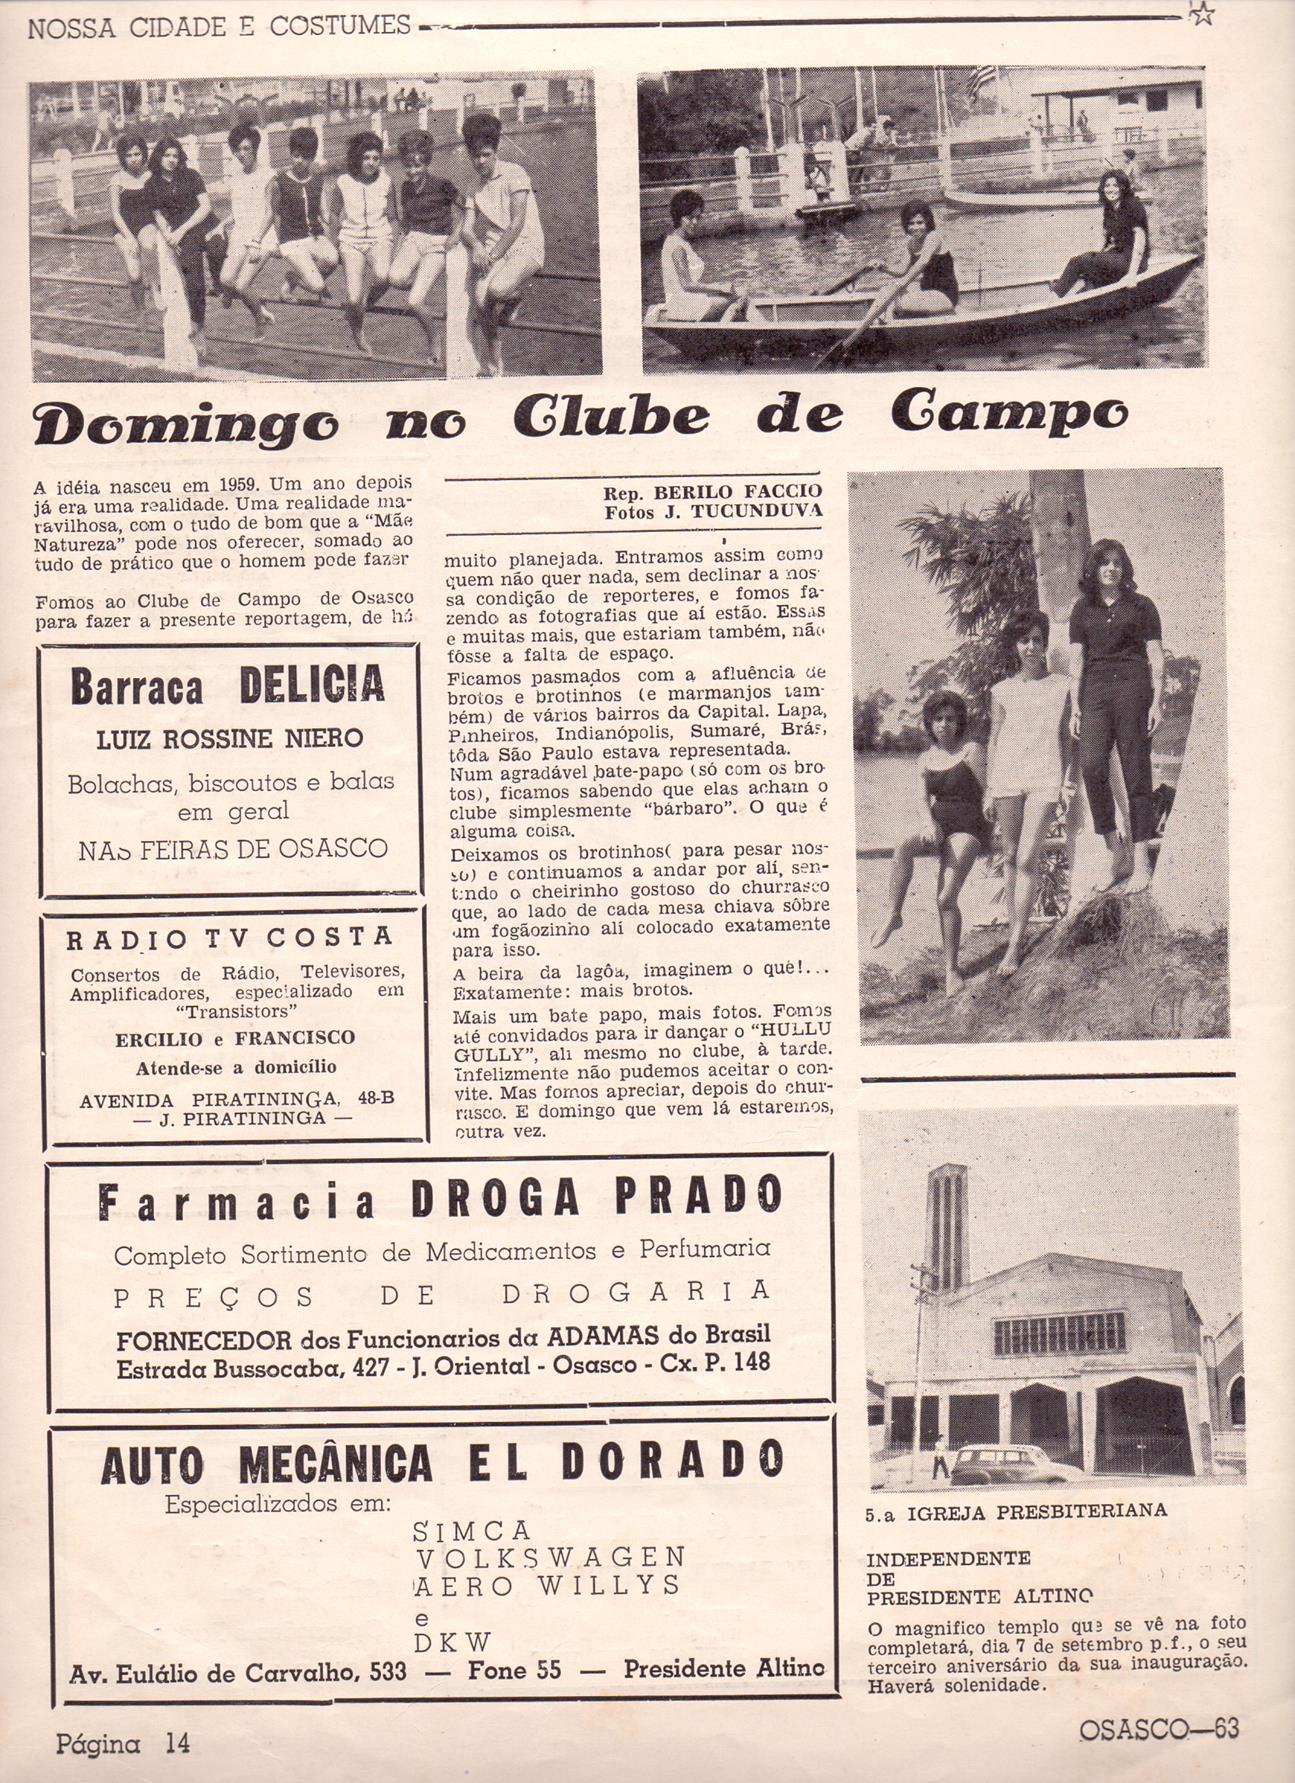 NOSSA CIDADE E COSTUMES
Domingo no Clube de Campo
A idéia nasceu em 1959. Um ano depois
já era uma realidade. Uma realidade ma-
ravilhosa, com o tudo de bom que a “Mãe
Natureza” pode nos oferecer, somado ao
tudo de prático que o homem pode fazer
Fomos ao Clube de Campo de Osasco
para fazer a presente reportagem, de há
Rep. BERILO FACCIO
Fotos J. TUCUNDUVA
muito planejada. Entramos assim como
quem não quer nada, sem declinar a nos
sa condição de reporteres, e fomos fa
zendo as fotografias que aí estão. Essas
e muitas mais, que estariam também, não
fôsse a falta de espaço.
Ficamos pasmados com a afluência de
brotos e brotinhos (e marmanjos tam-
bém) de vários bairros da Capital. Lapa,
Pinheiros, Indianópolis, Sumaré, Brás,
tôda São Paulo estava representada.
Num agradável bate-papo (só com os bro
tos), ficamos sabendo que elas acham o
clube simplesmente “bárbaro”. O que é
alguma coisa.
Deixamos os brotinhos( para pesar nos-
so) e continuamos a andar por alí, sen-
tindo o cheirinho gostoso do churrasco
que, ao lado de cada mesa chiava sôbre
um fogãozinho alí colocado exatamente
para isso.
A beira da lagôa, imaginem o quê!...
Exatamente: mais brotos.
Mais um bate papo, mais fotos. Fomos
até convidados para ir dançar o “HULLU
GULLY”, ali mesmo no clube, à tarde.
Infelizmente não pudemos aceitar o con-
vite. Mas fomos apreciar, depois do chur-
rasco. E domingo que vem lá estaremos,
outra vez.
Barraca DELICIA
LUIZ ROSSINE NIERO
Bolachas, biscoutos e balas
em geral
NAS FEIRAS DE OSASCO
RADIO TV COSTA
Consertos de Rádio, Televisores,
Amplificadores, especializado em
“Transistors”
ERCILIO e FRANCISCO
Atende-se a domicílio
AVENIDA PIRATININGA, 48-B
— J. PIRATININGA —
Farmacia DROGA PRADO
Completo Sortimento de Medicamentos e Perfumaria
PREÇOS DE DROGARIA
FORNECEDOR dos Funcionarios da ADAMAS do Brasil
Estrada Bussocaba, 427 - J. Oriental - Osasco - Cx. P. 148
AUTO MECÂNICA EL DORADO
Especializados em:
SIMCA
VOLKSWAGEN
AERO WILLYS
e
DKW
Av. Eulálio de Carvalho, 533 — Fone 55 — Presidente Altino
5.a IGREJA PRESBITERIANA
INDEPENDENTE
DE
PRESIDENTE ALTINO
O magnifico templo que se vê na foto
completará, dia 7 de setembro p.f., o seu
terceiro aniversário da sua inauguração.
Haverá solenidade.
Página 14
OSASCO—63